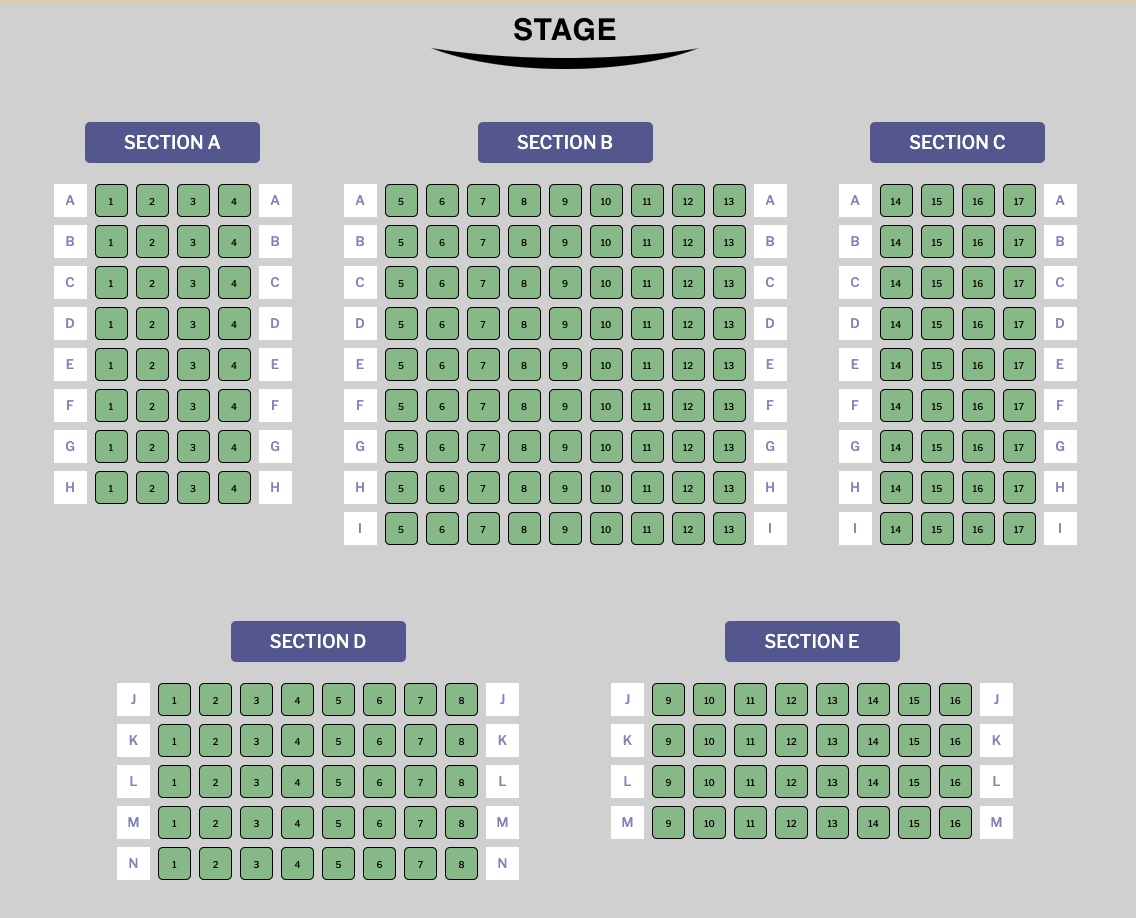 STAGE
SECTION A SECTION B SECTION C
A 1 2 3 4 A A 5 6 7 8 9 10 11 12 13 A A 14 15 16 17 A
B 1 2 3 4 B B 5 6 7 8 9 10 11 12 13 B B 14 15 16 17 B
C 1 2 3 4 C C 5 6 7 8 9 10 11 12 13 C C 14 15 16 17 C
D 1 2 3 4 D D 5 6 7 8 9 10 11 12 13 D D 14 15 16 17 D
E 1 2 3 4 E E 5 6 7 8 9 10 11 12 13 E E 14 15 16 17 E
F 1 2 3 4 F F 5 6 7 8 9 10 11 12 13 F F 14 15 16 17 F
G 1 2 3 4 G G 5 6 7 8 9 10 11 12 13 G G 14 15 16 17 G
H 1 2 3 4 H H 5 6 7 8 9 10 11 12 13 H H 14 15 16 17 H
I 5 6 7 8 9 10 11 12 13 I I 14 15 16 17 I
SECTION D SECTION E
J 1 2 3 4 5 6 7 8 J J 9 10 11 12 13 14 15 16 J
K 1 2 3 4 5 6 7 8 K K 9 10 11 12 13 14 15 16 K
L 1 2 3 4 5 6 7 8 L L 9 10 11 12 13 14 15 16 L
M 1 2 3 4 5 6 7 8 M M 9 10 11 12 13 14 15 16 M
N 1 2 3 4 5 6 7 8 N